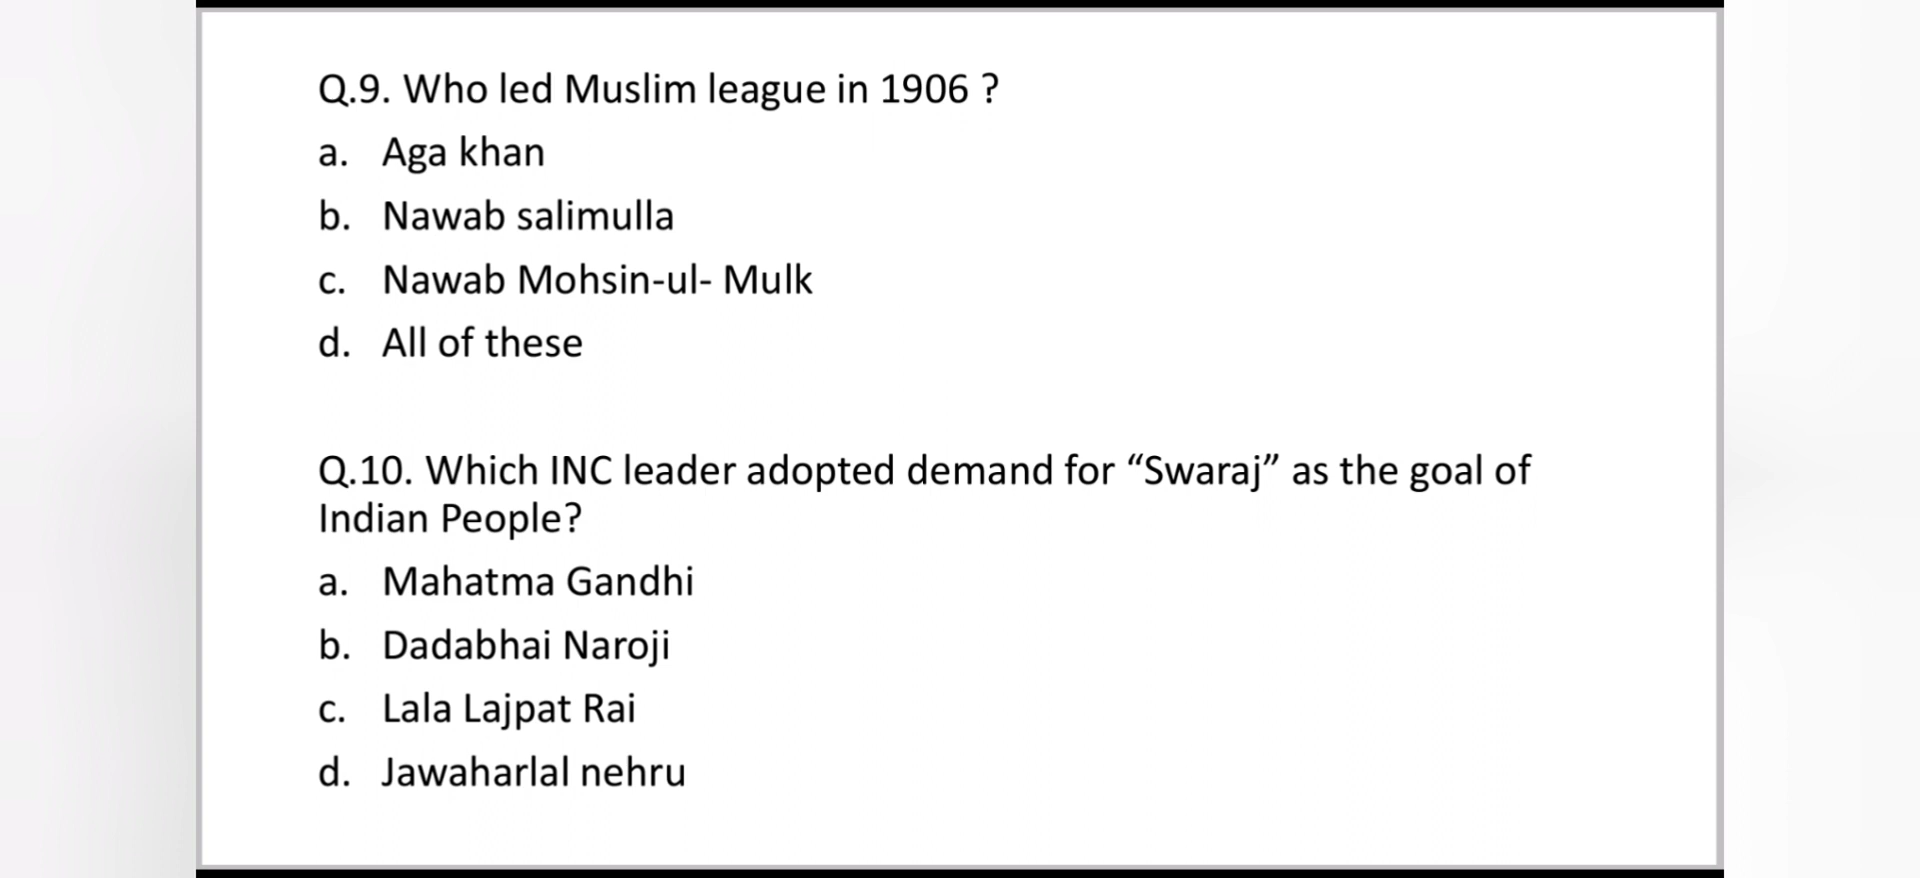 Q.9. Who led Muslim league in 1906 ?
a. Aga khan
b. Nawab salimulla
c. Nawab Mohsin-ul- Mulk
d. All of these
Q.10. Which INC leader adopted demand for “Swaraj” as the goal of
Indian People?
a. Mahatma Gandhi
b. Dadabhai Naroji
c. Lala Lajpat Rai
d. Jawaharlal nehru